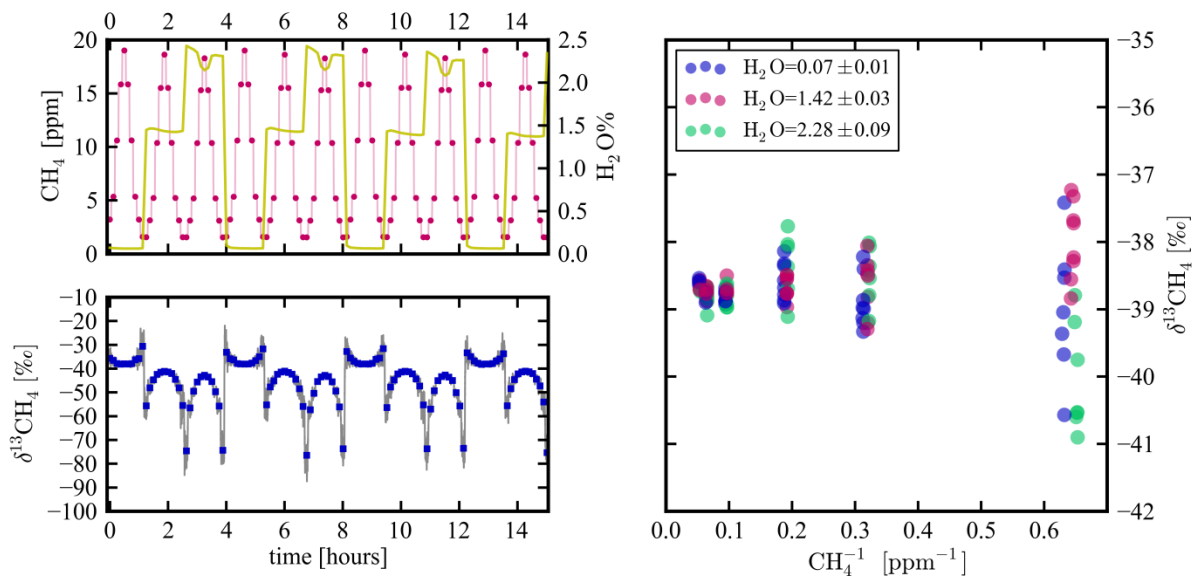 0 2 4 6 8 10 12 14
20
15
10
5
0
CH₄ [ppm]
2.5
2.0
1.5
1.0
0.5
0.0
H₂O%
−10
−20
−30
−40
−50
−60
−70
−80
−90
−100
δ¹³CH₄ [‰]
0 2 4 6 8 10 12 14
time [hours]
H₂O=0.07±0.01
H₂O=1.42±0.03
H₂O=2.28±0.09
−35
−36
−37
−38
−39
−40
−41
−42
δ¹³CH₄ [‰]
0.0 0.1 0.2 0.3 0.4 0.5 0.6
CH₄⁻¹ [ppm⁻¹]